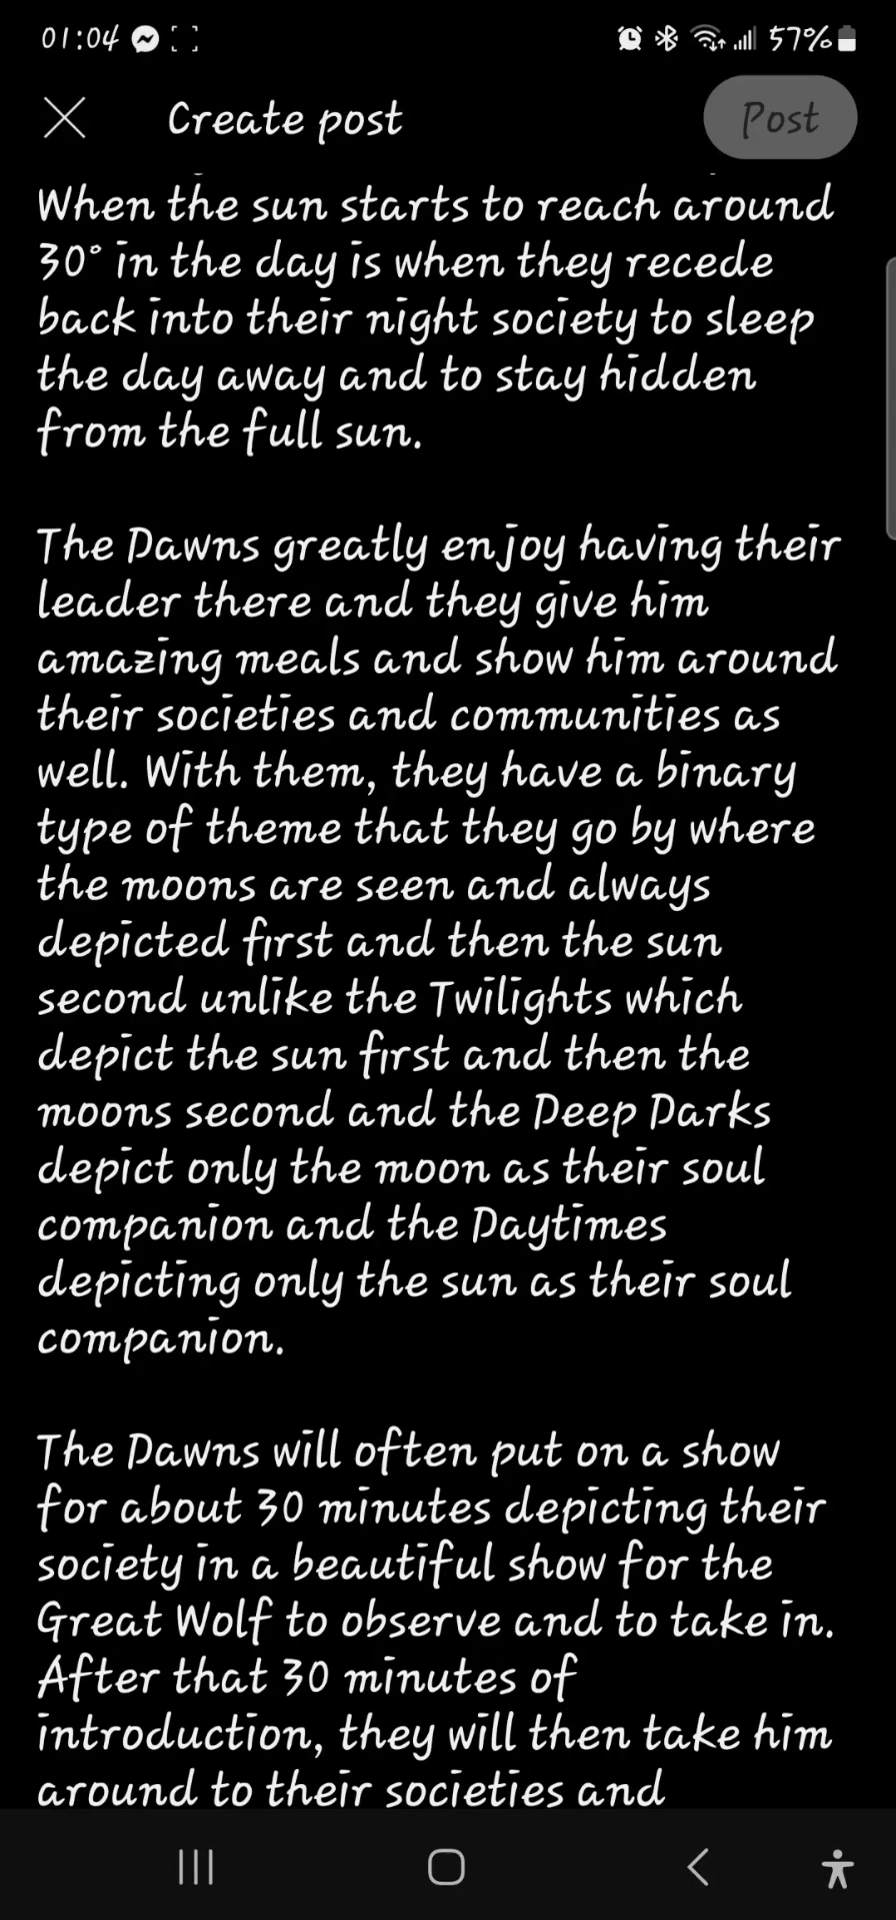 01:04
57%
Create post
Post
When the sun starts to reach around
30° in the day is when they recede
back into their night society to sleep
the day away and to stay hidden
from the full sun.
The Dawns greatly enjoy having their
leader there and they give him
amazing meals and show him around
their societies and communities as
well. With them, they have a binary
type of theme that they go by where
the moons are seen and always
depicted first and then the sun
second unlike the Twilights which
depict the sun first and then the
moons second and the Deep Darks
depict only the moon as their soul
companion and the Daytimes
depicting only the sun as their soul
companion.
The Dawns will often put on a show
for about 30 minutes depicting their
society in a beautiful show for the
Great Wolf to observe and to take in.
After that 30 minutes of
introduction, they will then take him
around to their societies and